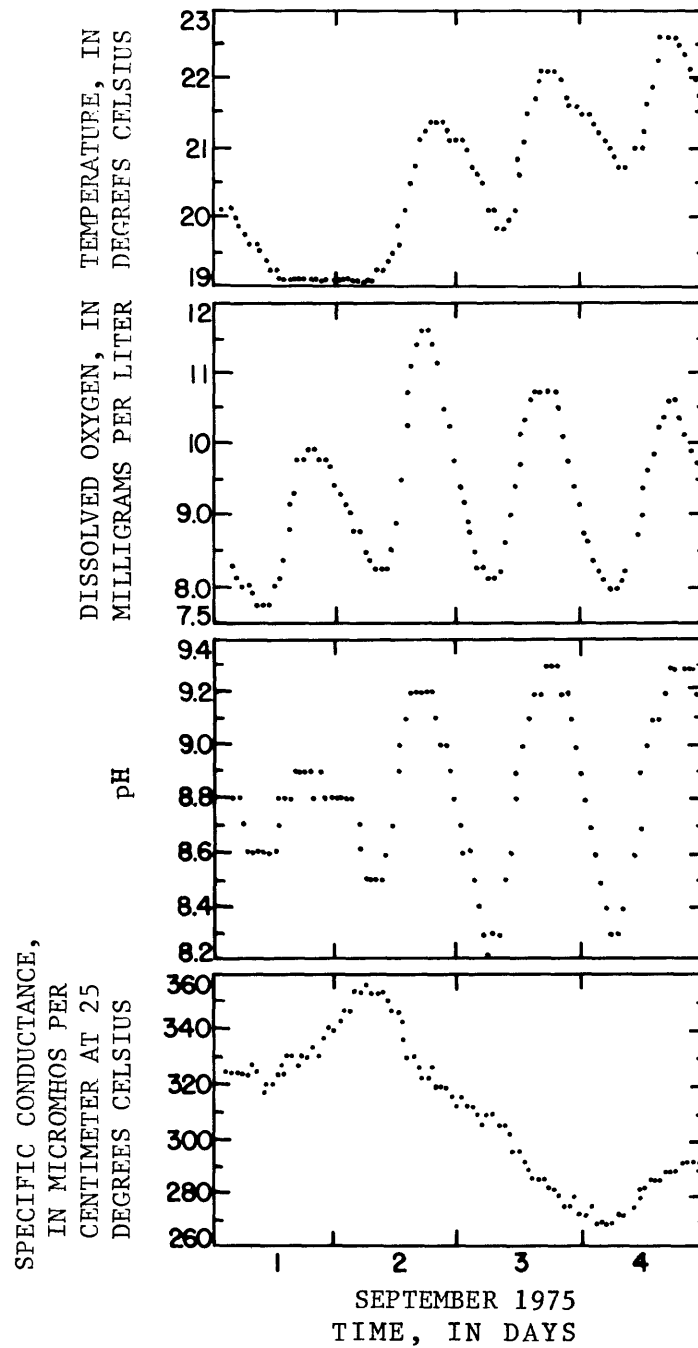 TEMPERATURE, IN
DEGREFS CELSIUS
23
22
21
20
19
DISSOLVED OXYGEN, IN
MILLIGRAMS PER LITER
12
11
10
9.0
8.0
7.5
pH
9.4
9.2
9.0
8.8
8.6
8.4
8.2
SPECIFIC CONDUCTANCE,
IN MICROMHOS PER
CENTIMETER AT 25
DEGREES CELSIUS
360
340
320
300
280
260
1 2 3 4
SEPTEMBER 1975
TIME, IN DAYS